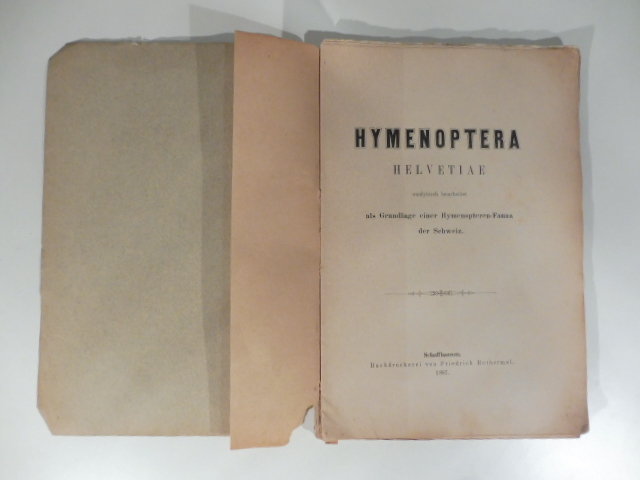 HYMENOPTERA
HELVETIAE
analytisch bearbeitet
als Grundlage einer Hymenopteren-Fauna
der Schweiz.
Schaffhausen.
Buchdruckerei von Friedrich Rothermel.